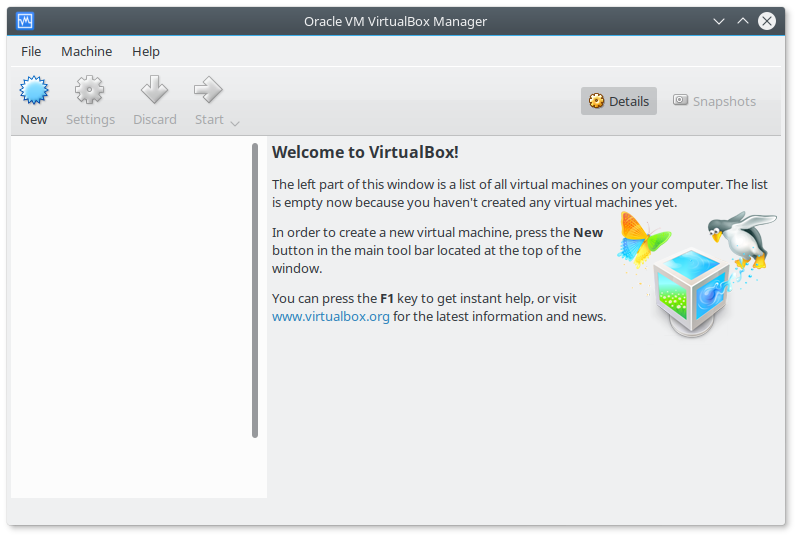 Oracle VM VirtualBox Manager
File Machine Help
New Settings Discard Start Details Snapshots
Welcome to VirtualBox!
The left part of this window is a list of all virtual machines on your computer. The list
is empty now because you haven't created any virtual machines yet.
In order to create a new virtual machine, press the New
button in the main tool bar located at the top of the
window.
You can press the F1 key to get instant help, or visit
www.virtualbox.org for the latest information and news.